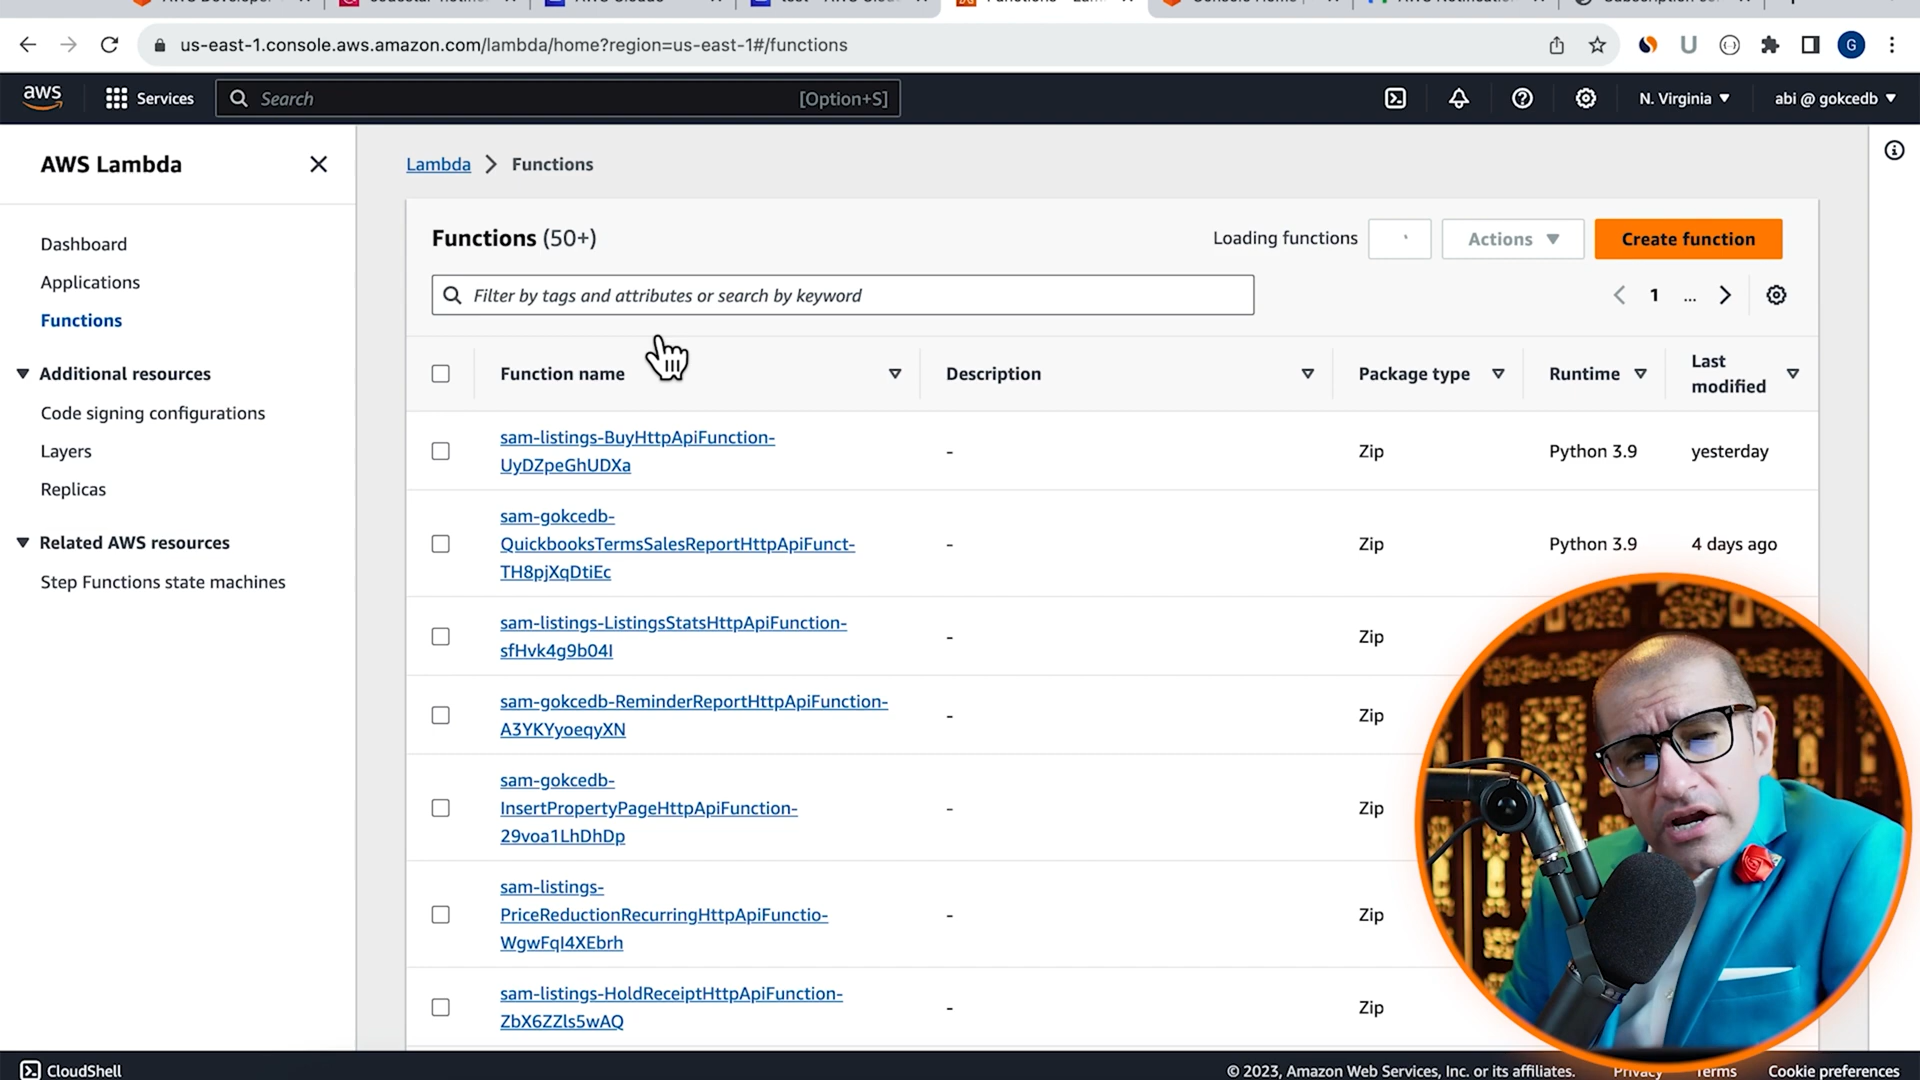 us-east-1.console.aws.amazon.com/lambda/home?region=us-east-1#/functions
G
aws
Services
Search
[Option+S]
N. Virginia
abi @ gokcedb
AWS Lambda
Lambda
Functions
Dashboard
Applications
Functions
Additional resources
Code signing configurations
Layers
Replicas
Related AWS resources
Step Functions state machines
Functions (50+)
Loading functions
Actions
Create function
Filter by tags and attributes or search by keyword
1
...
Function name
Description
Package type
Runtime
Last
modified
sam-listings-BuyHttpApiFunction-
UyDZpeGhUDXa
-
Zip
Python 3.9
yesterday
sam-gokcedb-
QuickbooksTermsSalesReportHttpApiFunct-
TH8pjXqDtiEc
-
Zip
Python 3.9
4 days ago
sam-listings-ListingsStatsHttpApiFunction-
sfHvk4g9b04I
-
Zip
sam-gokcedb-ReminderReportHttpApiFunction-
A3YKYyoeqyXN
-
Zip
sam-gokcedb-
InsertPropertyPageHttpApiFunction-
29voa1LhDhDp
-
Zip
sam-listings-
PriceReductionRecurringHttpApiFunctio-
WgwFqI4XEbrh
-
Zip
sam-listings-HoldReceiptHttpApiFunction-
ZbX6ZZls5wAQ
-
Zip
CloudShell
© 2023, Amazon Web Services, Inc. or its affiliates.
Privacy
Terms
Cookie preferences